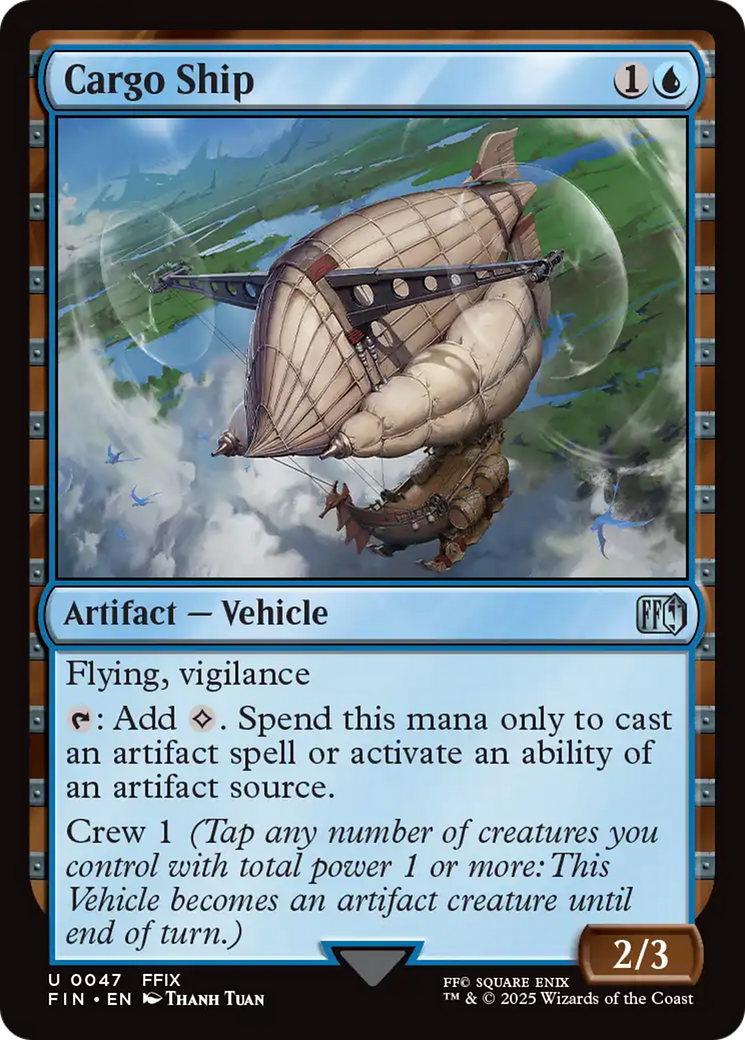 Cargo Ship 1
Artifact — Vehicle FF
Flying, vigilance
: Add . Spend this mana only to cast
an artifact spell or activate an ability of
an artifact source.
Crew 1 (Tap any number of creatures you
control with total power 1 or more: This
Vehicle becomes an artifact creature until
end of turn.)
2/3
U 0047 FFIX
FIN • EN Thanh Tuan
FF© SQUARE ENIX
™ & © 2025 Wizards of the Coast